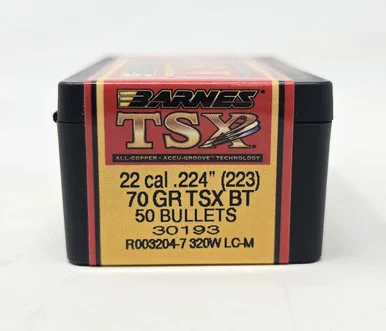 BARNES
TSX
ALL-COPPER • ACCU-GROOVE™ TECHNOLOGY
22 cal .224" (223)
70 GR TSX BT
50 BULLETS
30193
R003204-7 320W LC-M